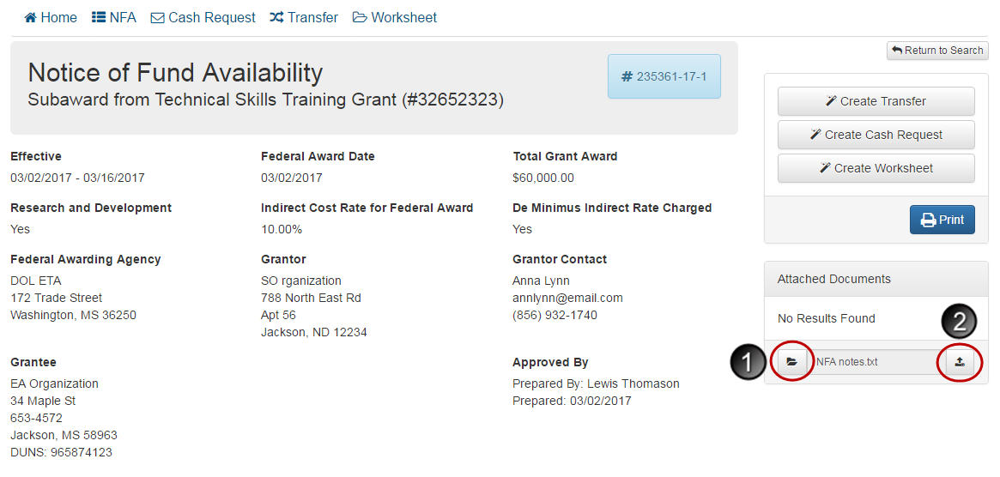 Home NFA Cash Request Transfer Worksheet
Return to Search
Notice of Fund Availability
Subaward from Technical Skills Training Grant (#32652323)
# 235361-17-1
Effective
03/02/2017 - 03/16/2017
Federal Award Date
03/02/2017
Total Grant Award
$60,000.00
Research and Development
Yes
Indirect Cost Rate for Federal Award
10.00%
De Minimus Indirect Rate Charged
Yes
Federal Awarding Agency
DOL ETA
172 Trade Street
Washington, MS 36250
Grantor
SO rganization
788 North East Rd
Apt 56
Jackson, ND 12234
Grantor Contact
Anna Lynn
annlynn@email.com
(856) 932-1740
Grantee
EA Organization
34 Maple St
653-4572
Jackson, MS 58963
DUNS: 965874123
Approved By
Prepared By: Lewis Thomason
Prepared: 03/02/2017
Create Transfer
Create Cash Request
Create Worksheet
Print
Attached Documents
No Results Found
2
1
NFA notes.txt